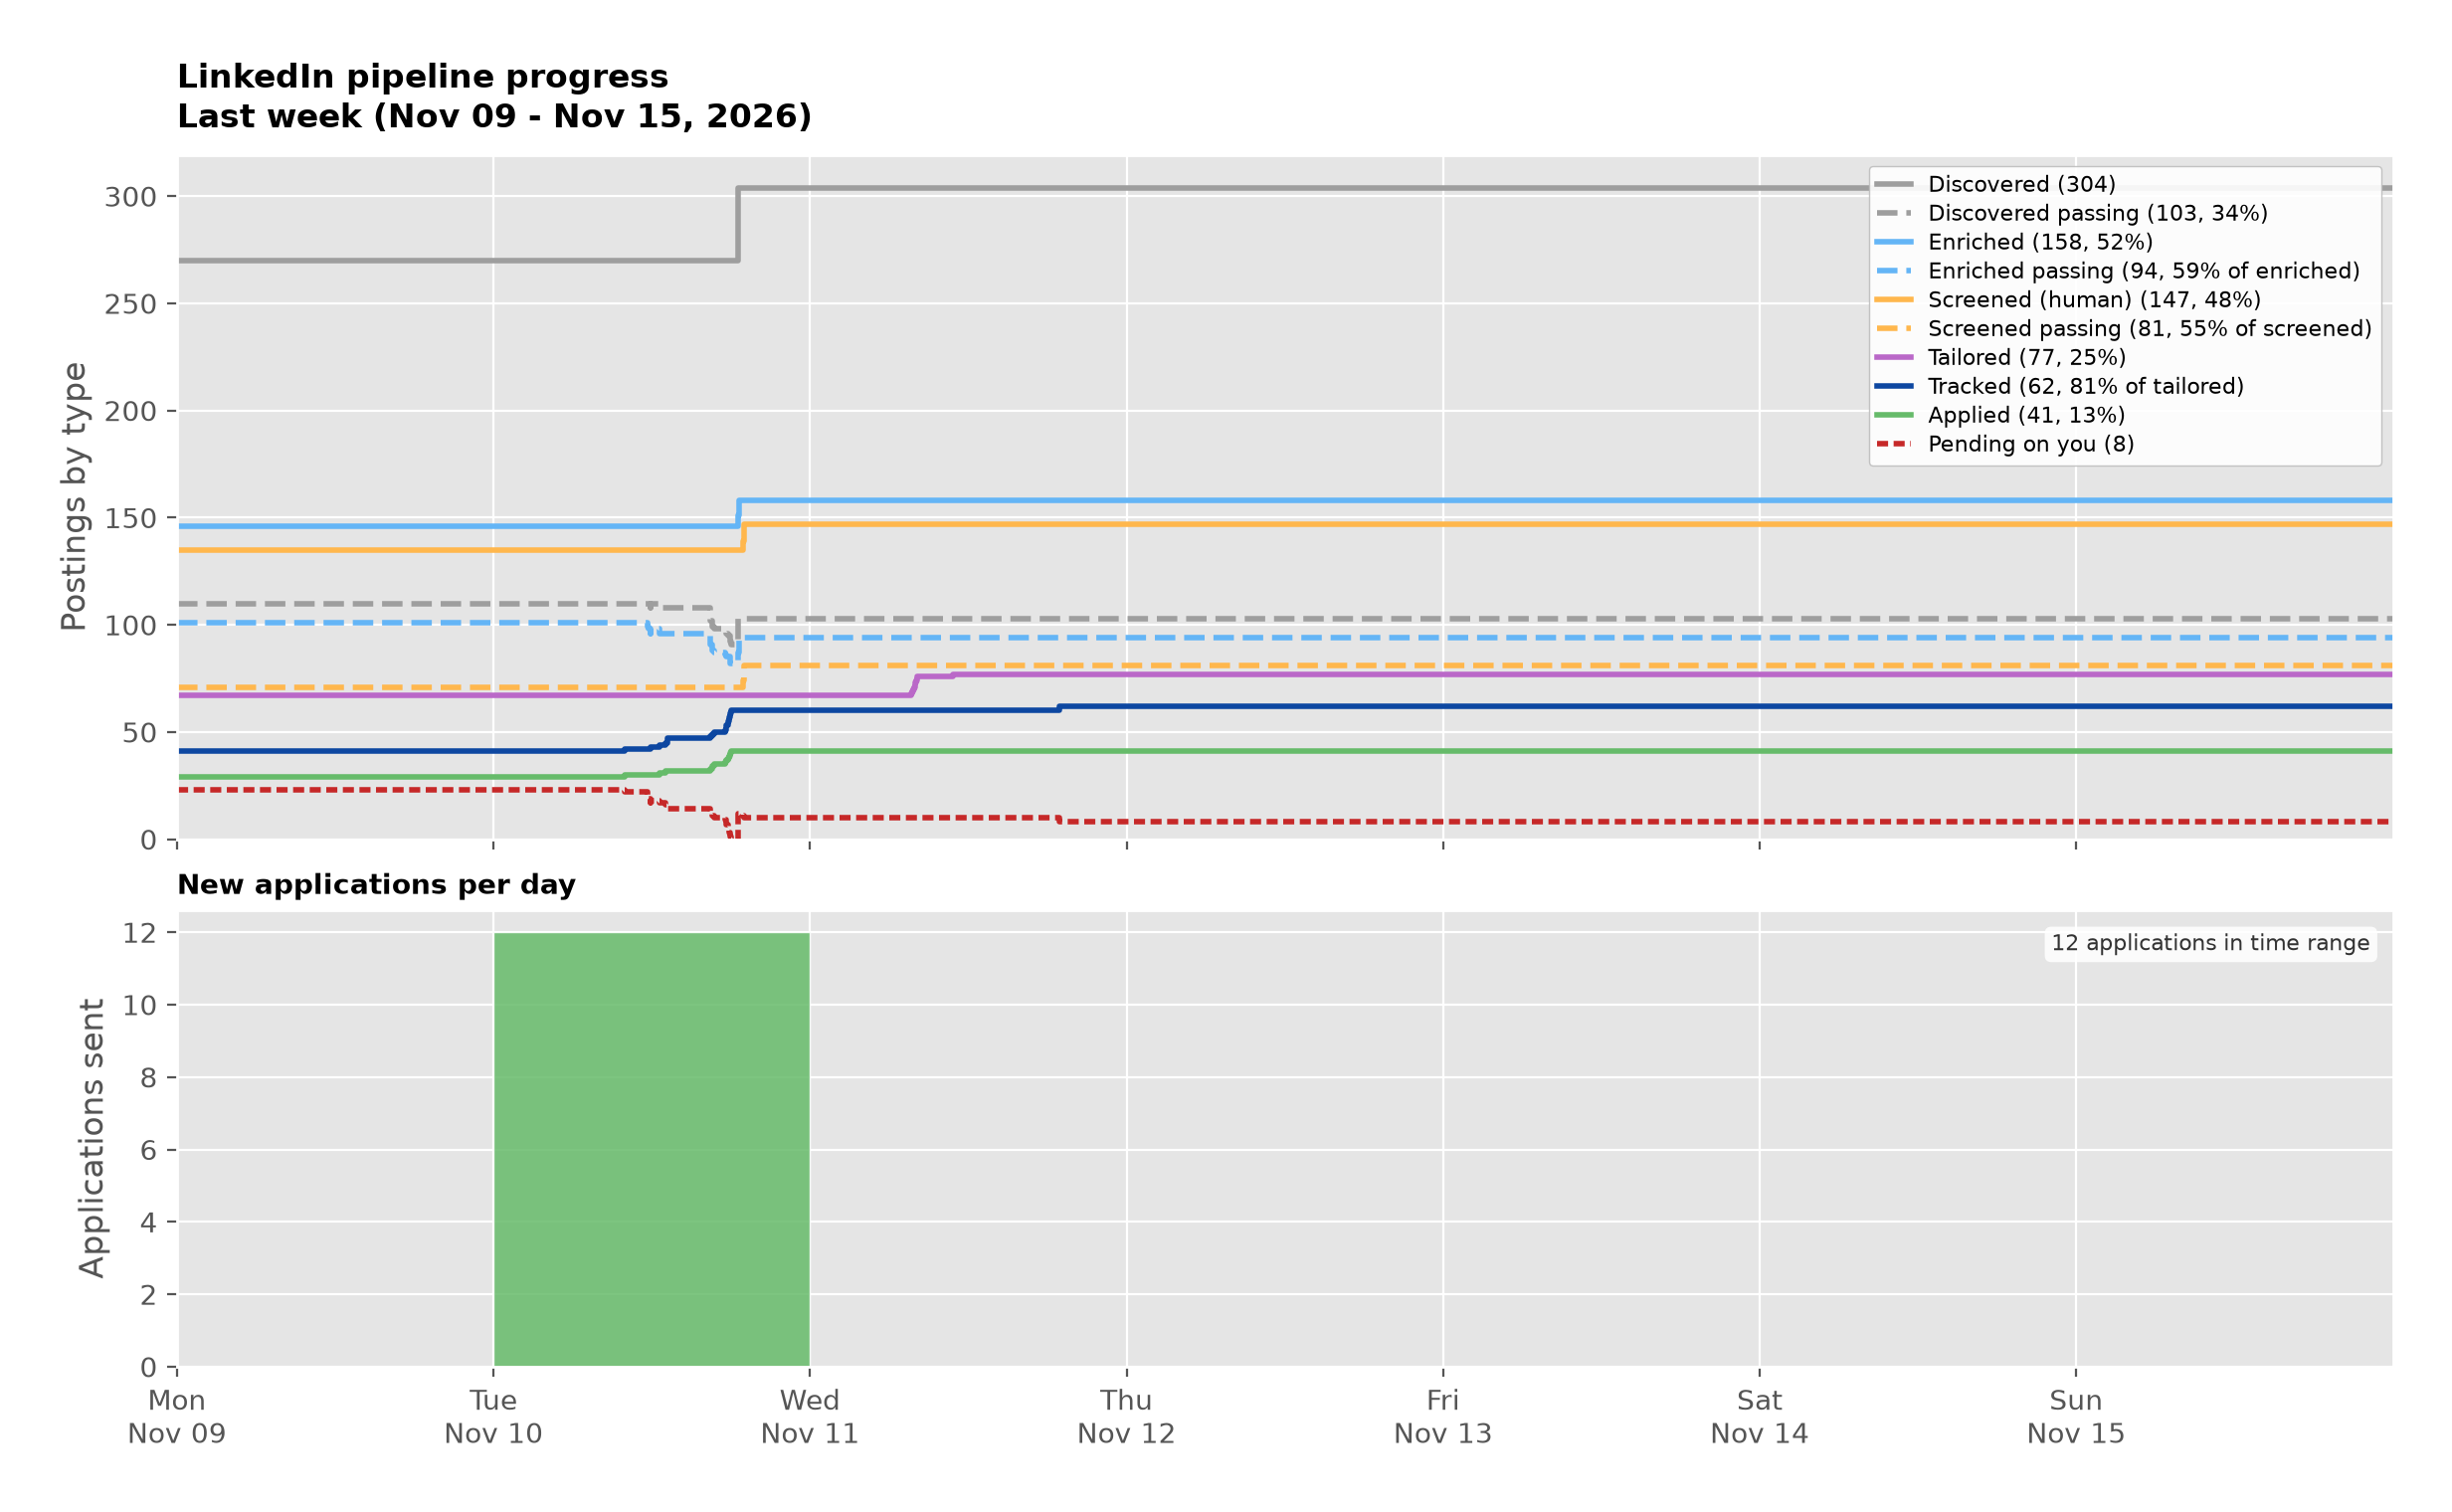 LinkedIn pipeline progress
Last week (Nov 09 - Nov 15, 2026)
Postings by type
300
250
200
150
100
50
0
Discovered (304)
Discovered passing (103, 34%)
Enriched (158, 52%)
Enriched passing (94, 59% of enriched)
Screened (human) (147, 48%)
Screened passing (81, 55% of screened)
Tailored (77, 25%)
Tracked (62, 81% of tailored)
Applied (41, 13%)
Pending on you (8)
New applications per day
Applications sent
12
10
8
6
4
2
0
12 applications in time range
Mon
Nov 09
Tue
Nov 10
Wed
Nov 11
Thu
Nov 12
Fri
Nov 13
Sat
Nov 14
Sun
Nov 15